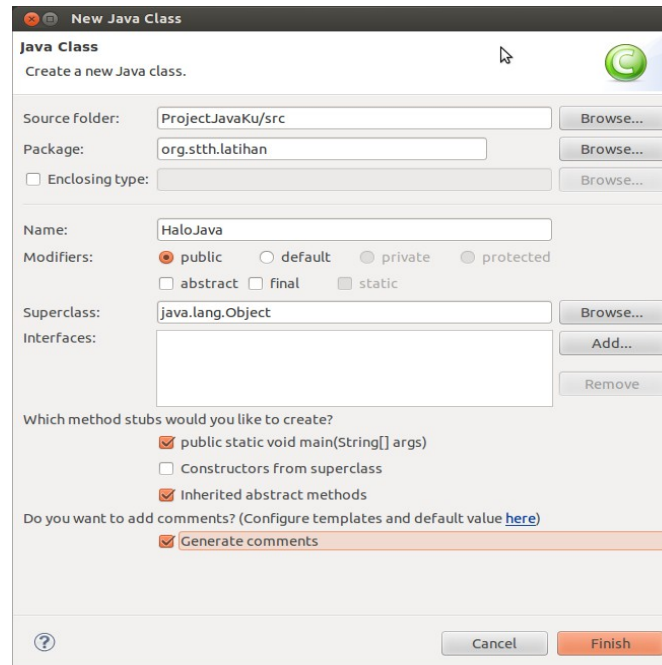 New Java Class
Java Class
Create a new Java class.
C
Source folder: ProjectJavaKu/src Browse...
Package: org.stth.latihan Browse...
Enclosing type: Browse...
Name: HaloJava
Modifiers: public default private protected
abstract final static
Superclass: java.lang.Object Browse...
Interfaces: Add...
Remove
Which method stubs would you like to create?
public static void main(String[] args)
Constructors from superclass
Inherited abstract methods
Do you want to add comments? (Configure templates and default value here)
Generate comments
? Cancel Finish